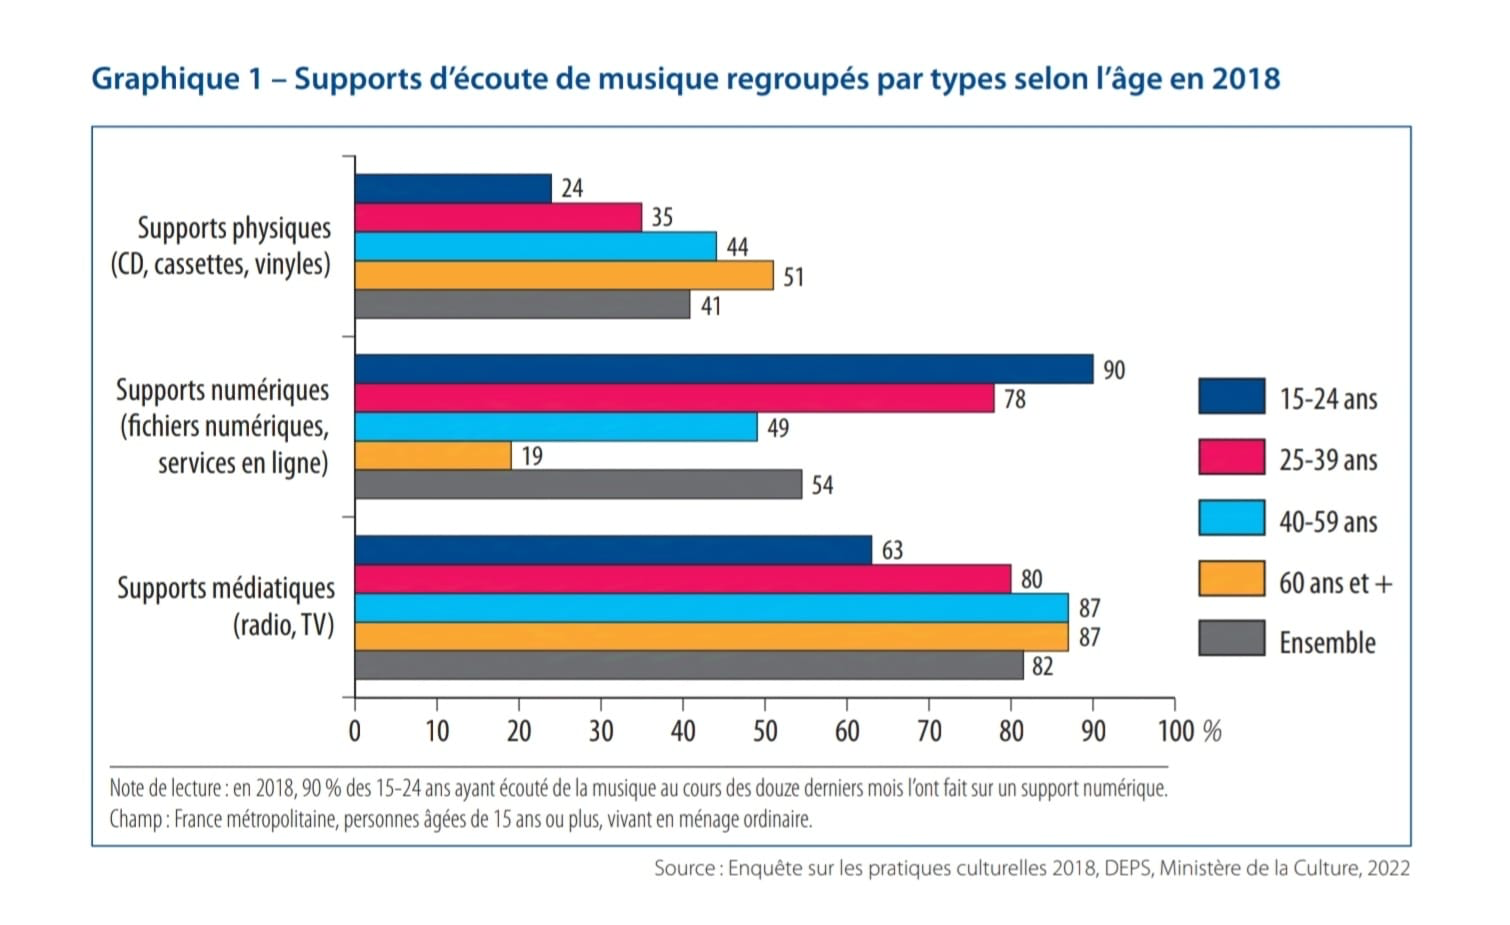 Graphique 1 – Supports d'écoute de musique regroupés par types selon l'âge en 2018
Supports physiques
(CD, cassettes, vinyles)
24
35
44
51
41
Supports numériques
(fichiers numériques,
services en ligne)
90
78
49
19
54
Supports médiatiques
(radio, TV)
63
80
87
87
82
15-24 ans
25-39 ans
40-59 ans
60 ans et +
Ensemble
0 10 20 30 40 50 60 70 80 90 100 %
Note de lecture : en 2018, 90 % des 15-24 ans ayant écouté de la musique au cours des douze derniers mois l'ont fait sur un support numérique.
Champ : France métropolitaine, personnes âgées de 15 ans ou plus, vivant en ménage ordinaire.
Source : Enquête sur les pratiques culturelles 2018, DEPS, Ministère de la Culture, 2022